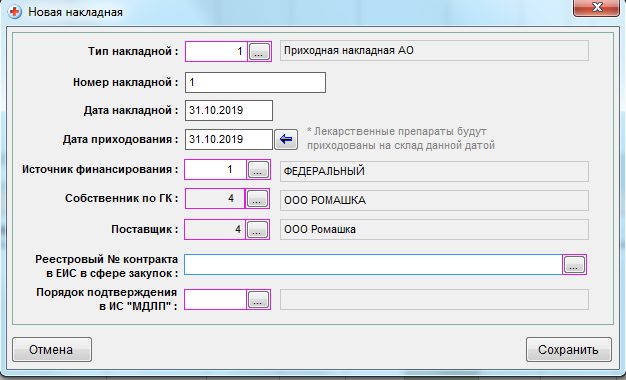 Новая накладная
Тип накладной : 1 ... Приходная накладная АО
Номер накладной : 1
Дата накладной : 31.10.2019
Дата приходования : 31.10.2019 * Лекарственные препараты будут
приходованы на склад данной датой
Источник финансирования : 1 ... ФЕДЕРАЛЬНЫЙ
Собственник по ГК : 4 ... ООО РОМАШКА
Поставщик : 4 ... ООО Ромашка
Реестровый № контракта
в ЕИС в сфере закупок : ...
Порядок подтверждения
в ИС "МДЛП" : ...
Отмена Сохранить